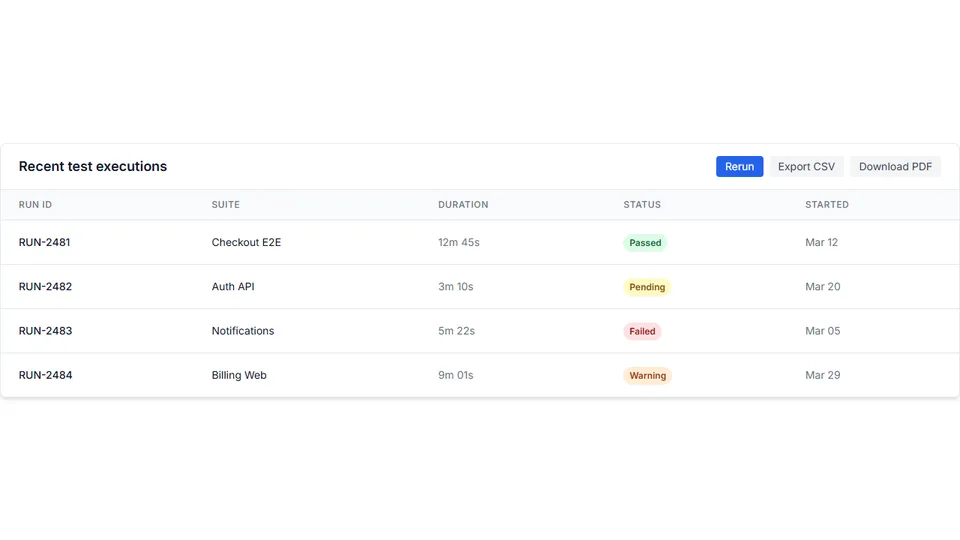 Recent test executions Rerun Export CSV Download PDF
RUN ID SUITE DURATION STATUS STARTED
RUN-2481 Checkout E2E 12m 45s Passed Mar 12
RUN-2482 Auth API 3m 10s Pending Mar 20
RUN-2483 Notifications 5m 22s Failed Mar 05
RUN-2484 Billing Web 9m 01s Warning Mar 29